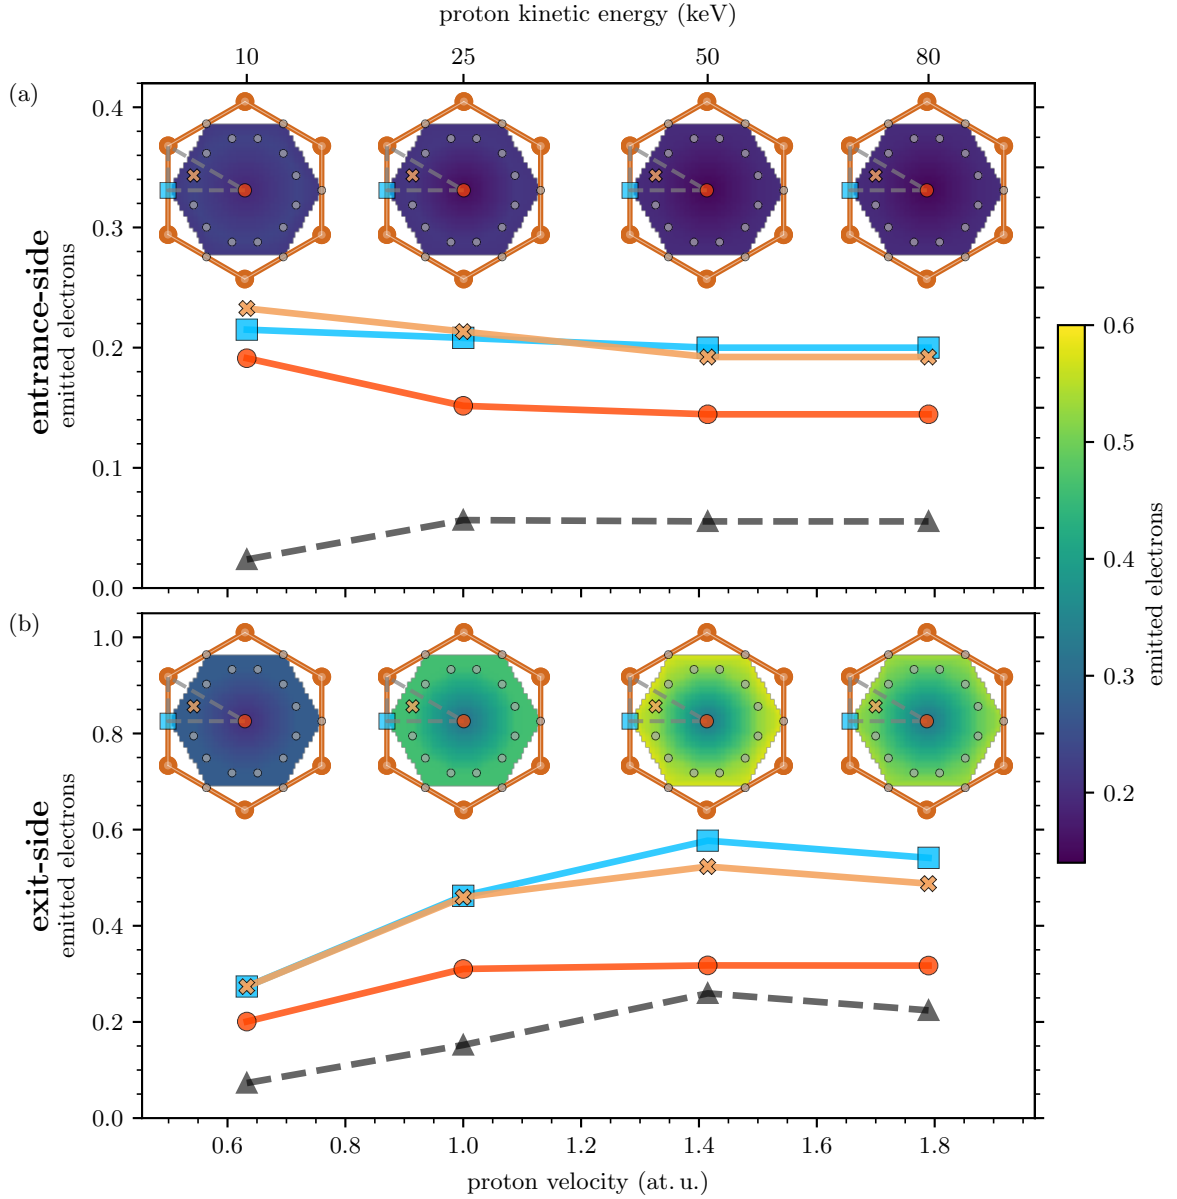 proton kinetic energy (keV)
10 25 50 80
(a)
0.4
0.3
0.2
0.1
0.0
entrance-side
emitted electrons
(b)
1.0
0.8
0.6
0.4
0.2
0.0
exit-side
emitted electrons
0.6 0.8 1.0 1.2 1.4 1.6 1.8
proton velocity (at. u.)
0.6
0.5
0.4
0.3
0.2
emitted electrons